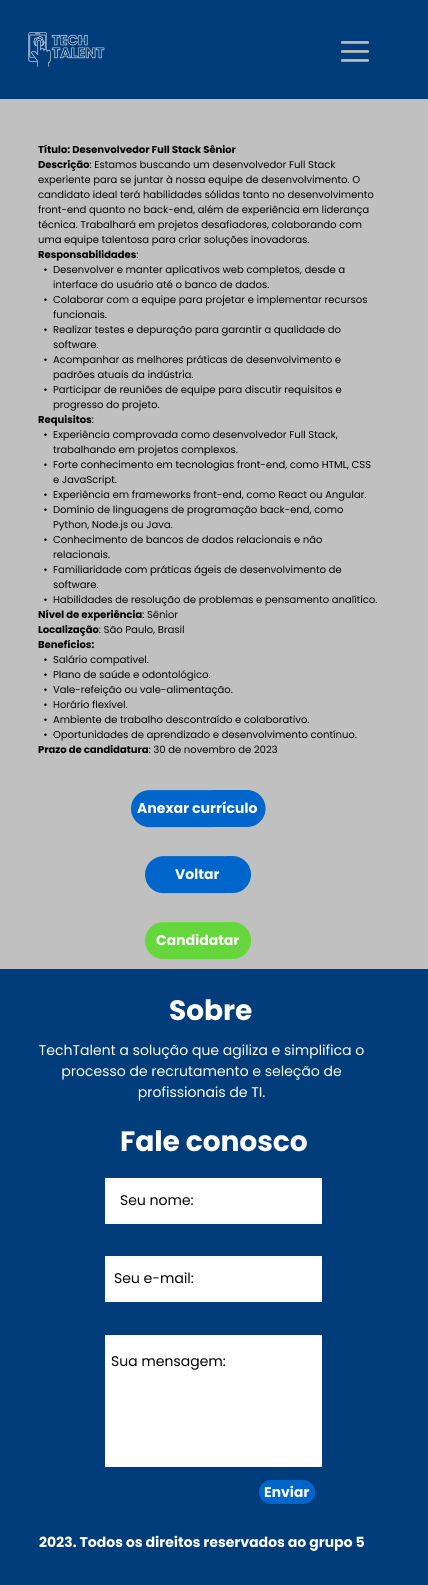 TECH
TALENT
Título: Desenvolvedor Full Stack Sênior
Descrição: Estamos buscando um desenvolvedor Full Stack
experiente para se juntar à nossa equipe de desenvolvimento. O
candidato ideal terá habilidades sólidas tanto no desenvolvimento
front-end quanto no back-end, além de experiência em liderança
técnica. Trabalhará em projetos desafiadores, colaborando com
uma equipe talentosa para criar soluções inovadoras.
Responsabilidades:
• Desenvolver e manter aplicativos web completos, desde a
interface do usuário até o banco de dados.
• Colaborar com a equipe para projetar e implementar recursos
funcionais.
• Realizar testes e depuração para garantir a qualidade do
software.
• Acompanhar as melhores práticas de desenvolvimento e
padrões atuais da indústria.
• Participar de reuniões de equipe para discutir requisitos e
progresso do projeto.
Requisitos:
• Experiência comprovada como desenvolvedor Full Stack,
trabalhando em projetos complexos.
• Forte conhecimento em tecnologias front-end, como HTML, CSS
e JavaScript.
• Experiência em frameworks front-end, como React ou Angular.
• Domínio de linguagens de programação back-end, como
Python, Node.js ou Java.
• Conhecimento de bancos de dados relacionais e não
relacionais.
• Familiaridade com práticas ágeis de desenvolvimento de
software.
• Habilidades de resolução de problemas e pensamento analítico.
Nível de experiência: Sênior
Localização: São Paulo, Brasil
Benefícios:
• Salário compatível.
• Plano de saúde e odontológico.
• Vale-refeição ou vale-alimentação.
• Horário flexível.
• Ambiente de trabalho descontraído e colaborativo.
• Oportunidades de aprendizado e desenvolvimento contínuo.
Prazo de candidatura: 30 de novembro de 2023
Anexar currículo
Voltar
Candidatar
Sobre
TechTalent a solução que agiliza e simplifica o
processo de recrutamento e seleção de
profissionais de TI.
Fale conosco
Seu nome:
Seu e-mail:
Sua mensagem:
Enviar
2023. Todos os direitos reservados ao grupo 5